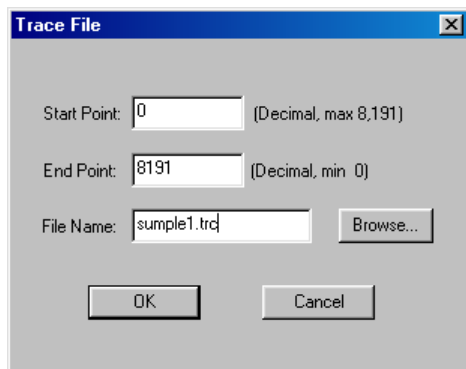 Trace File
Start Point: 0 (Decimal, max 8,191)
End Point: 8191 (Decimal, min 0)
File Name: sumple1.trc Browse...
OK Cancel